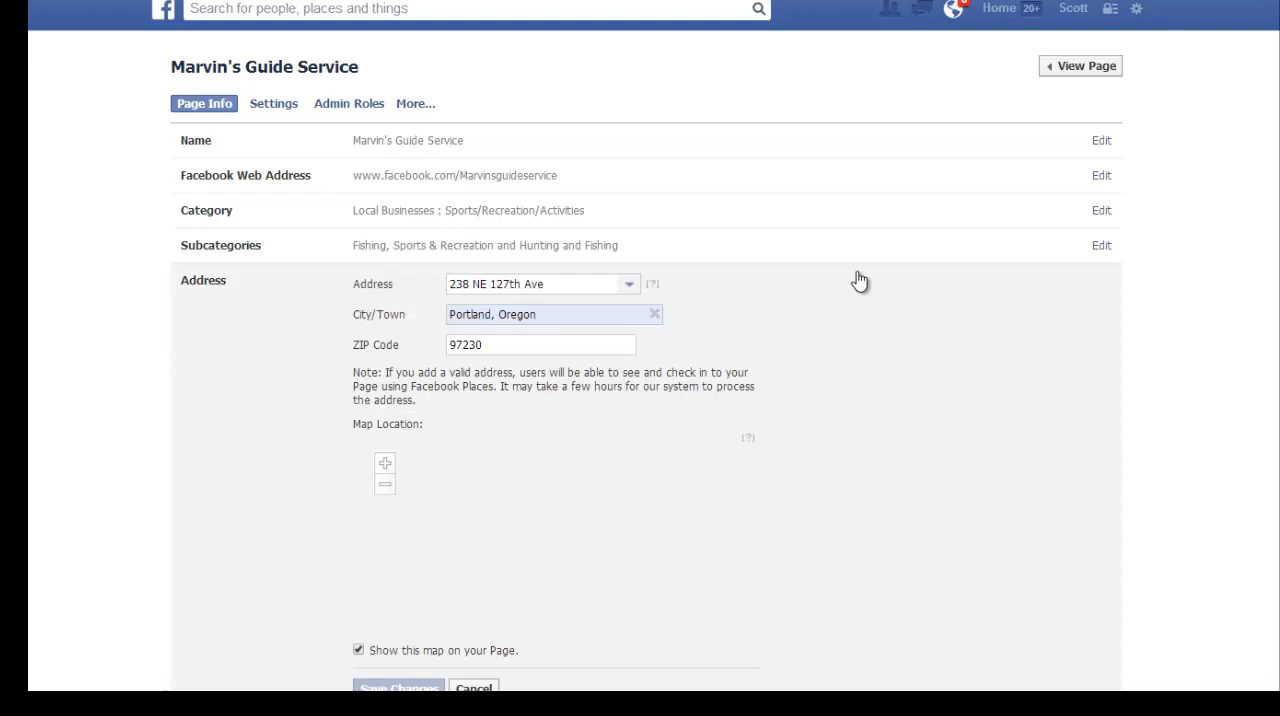 f Search for people, places and things Home 20+ Scott
Marvin's Guide Service View Page
Page Info Settings Admin Roles More...
Name Marvin's Guide Service Edit
Facebook Web Address www.facebook.com/Marvinsguideservice Edit
Category Local Businesses : Sports/Recreation/Activities Edit
Subcategories Fishing, Sports & Recreation and Hunting and Fishing Edit
Address Address 238 NE 127th Ave [?]
City/Town Portland, Oregon
ZIP Code 97230
Note: If you add a valid address, users will be able to see and check in to your
Page using Facebook Places. It may take a few hours for our system to process
the address.
Map Location:
[?]
Show this map on your Page.
Save Changes Cancel